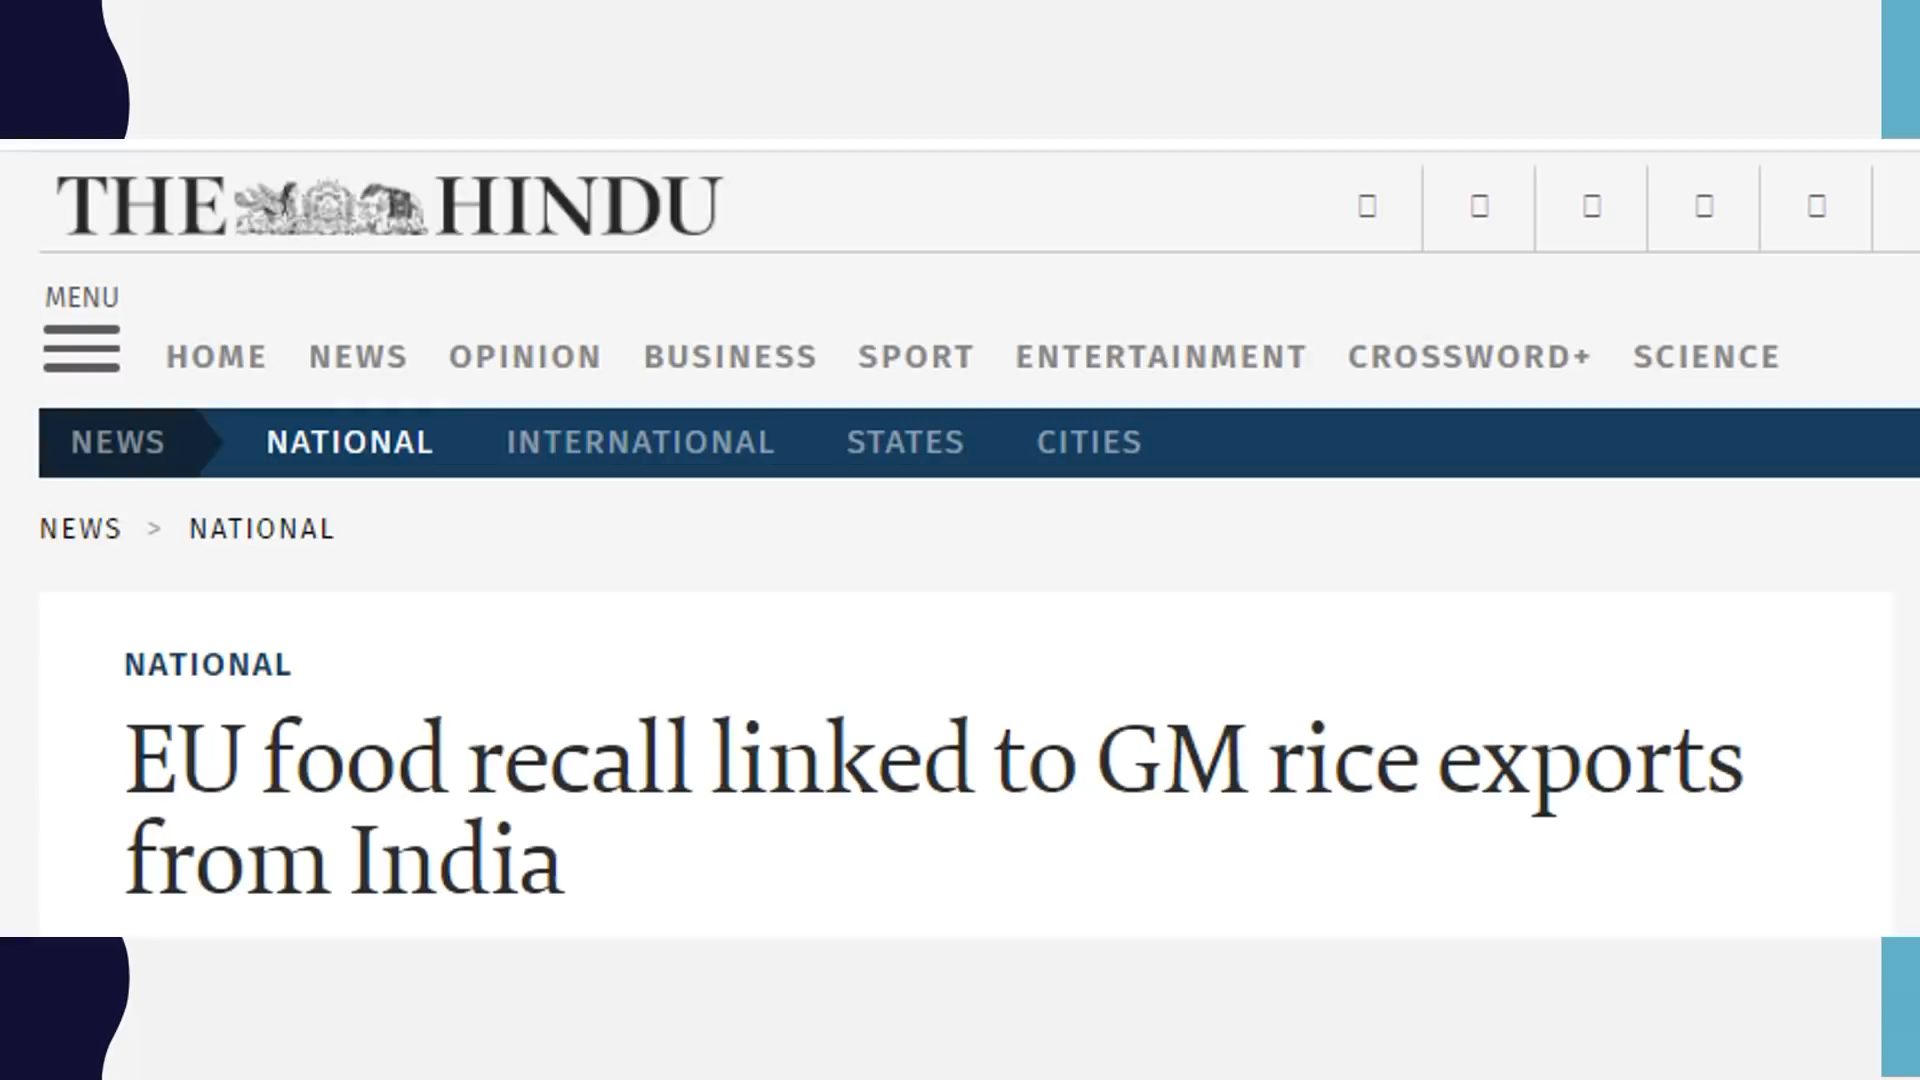 THE HINDU
MENU
HOME NEWS OPINION BUSINESS SPORT ENTERTAINMENT CROSSWORD+ SCIENCE
NEWS NATIONAL INTERNATIONAL STATES CITIES
NEWS > NATIONAL
NATIONAL
EU food recall linked to GM rice exports
from India